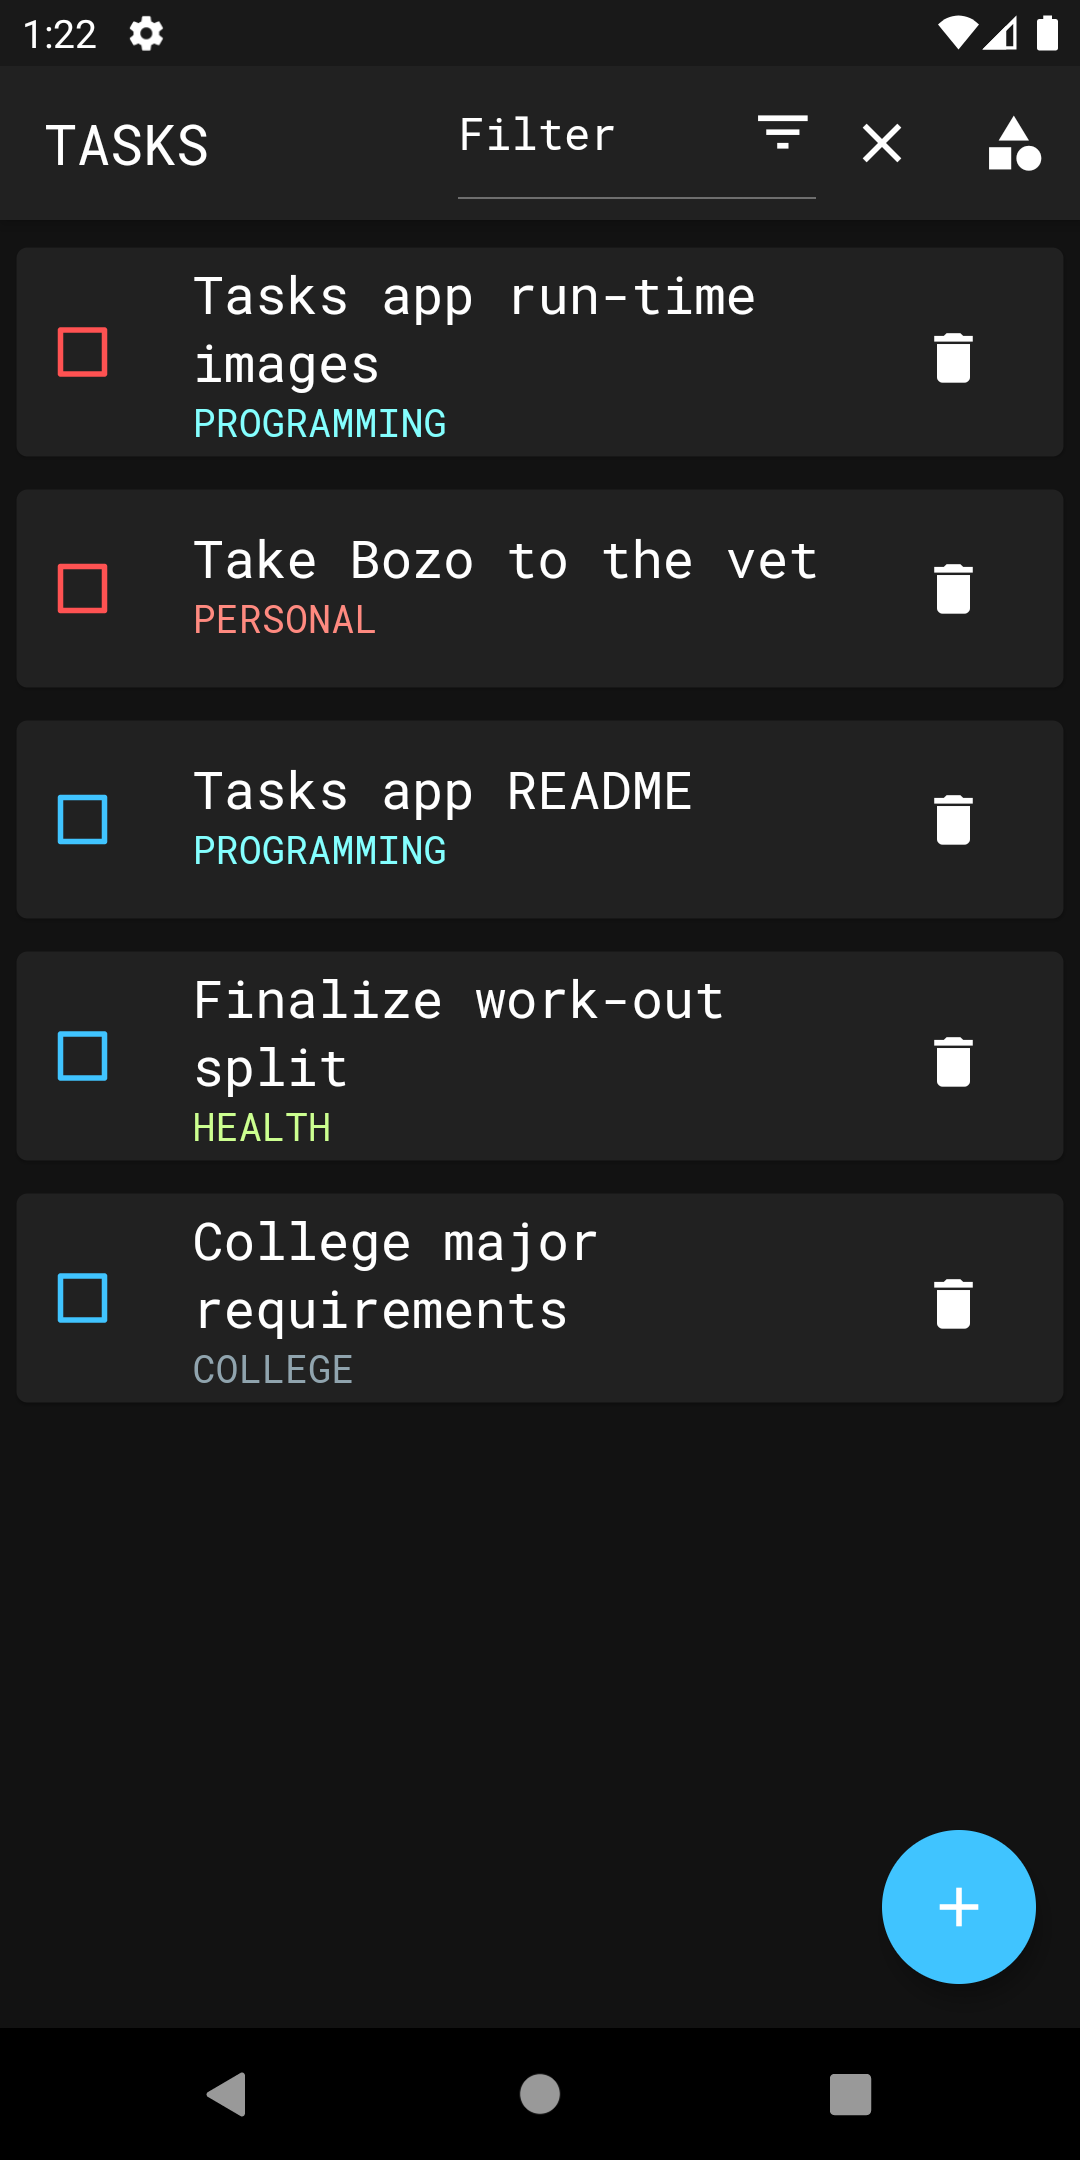 1:22
TASKS
Filter
Tasks app run-time
images
PROGRAMMING
Take Bozo to the vet
PERSONAL
Tasks app README
PROGRAMMING
Finalize work-out
split
HEALTH
College major
requirements
COLLEGE